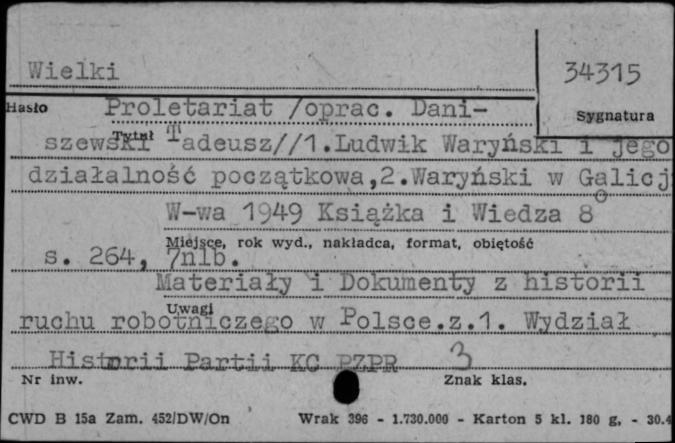 Wielki
34315
Hasło Proletariat /oprac. Dani-
Sygnatura
Tytuł
szewski Tadeusz//1.Ludwik Waryński i jego
działalność początkowa,2.Waryński w Galicj
W-wa 1949 Książka i Wiedza 8o
Miejsce, rok wyd., nakładca, format, objętość
s. 264, 7nlb.
Materiały i Dokumenty z historii
Uwagi
ruchu robotniczego w Polsce.z.1. Wydział
Historii Partii KC PZPR 3
Nr inw. Znak klas.
CWD B 15a Zam. 452/DW/On Wrak 396 - 1.730.000 - Karton 5 kl. 180 g, - 30.4